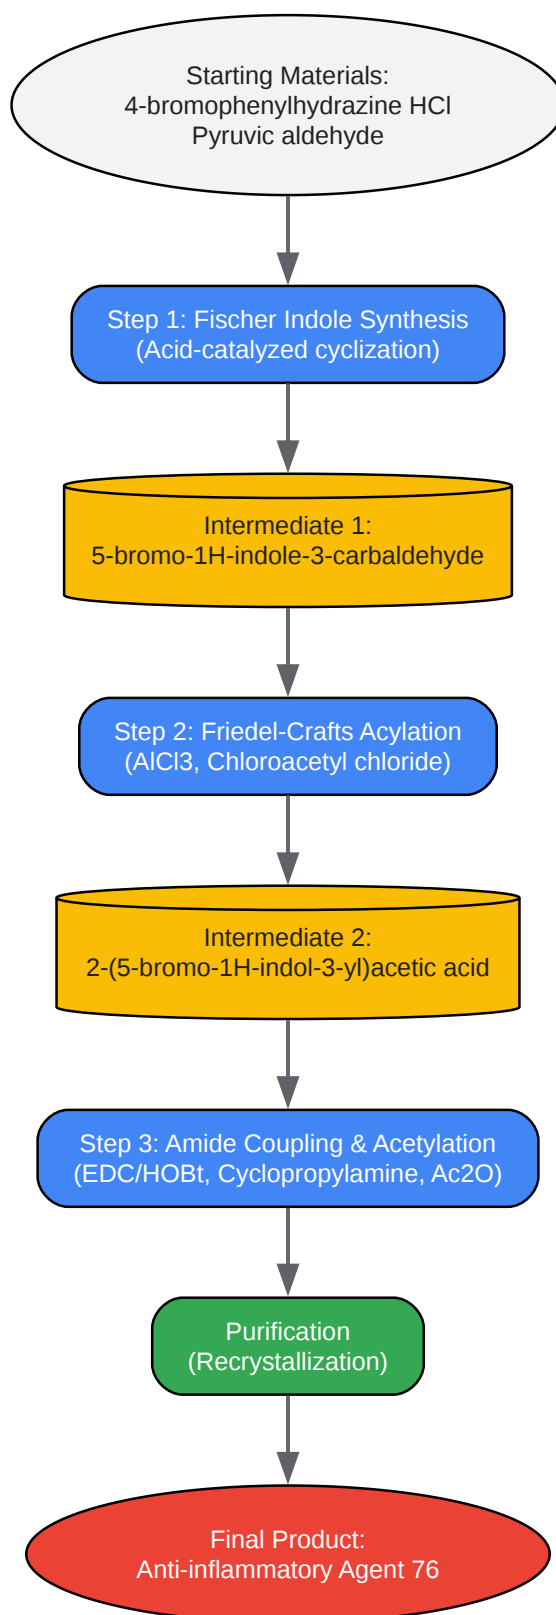 Starting Materials:
4-bromophenylhydrazine HCl
Pyruvic aldehyde
Step 1: Fischer Indole Synthesis
(Acid-catalyzed cyclization)
Intermediate 1:
5-bromo-1H-indole-3-carbaldehyde
Step 2: Friedel-Crafts Acylation
(AlCl3, Chloroacetyl chloride)
Intermediate 2:
2-(5-bromo-1H-indol-3-yl)acetic acid
Step 3: Amide Coupling & Acetylation
(EDC/HOBt, Cyclopropylamine, Ac2O)
Purification
(Recrystallization)
Final Product:
Anti-inflammatory Agent 76